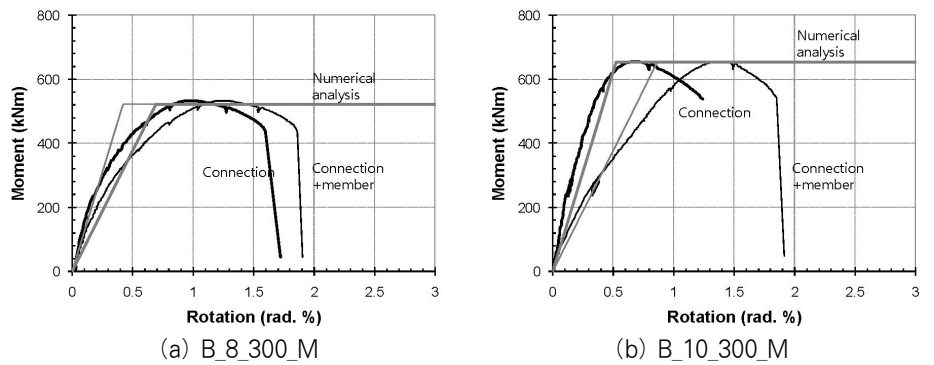 800
600
400
200
0
Moment (kNm)
Numerical
analysis
Connection
Connection
+member
0 0.5 1 1.5 2 2.5 3
Rotation (rad. %)
(a) B_8_300_M
800
600
400
200
0
Moment (kNm)
Numerical
analysis
Connection
Connection
+member
0 0.5 1 1.5 2 2.5 3
Rotation (rad. %)
(b) B_10_300_M